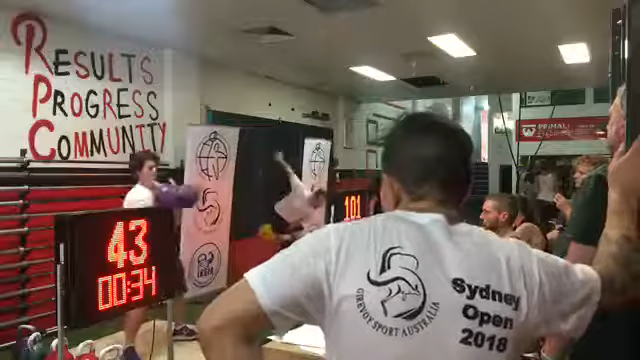 RESULTS
PROGRESS
COMMUNITY
43
00:34
101
PRIMAL
GIREVOY SPORT AUSTRALIA
Sydney
Open
2018